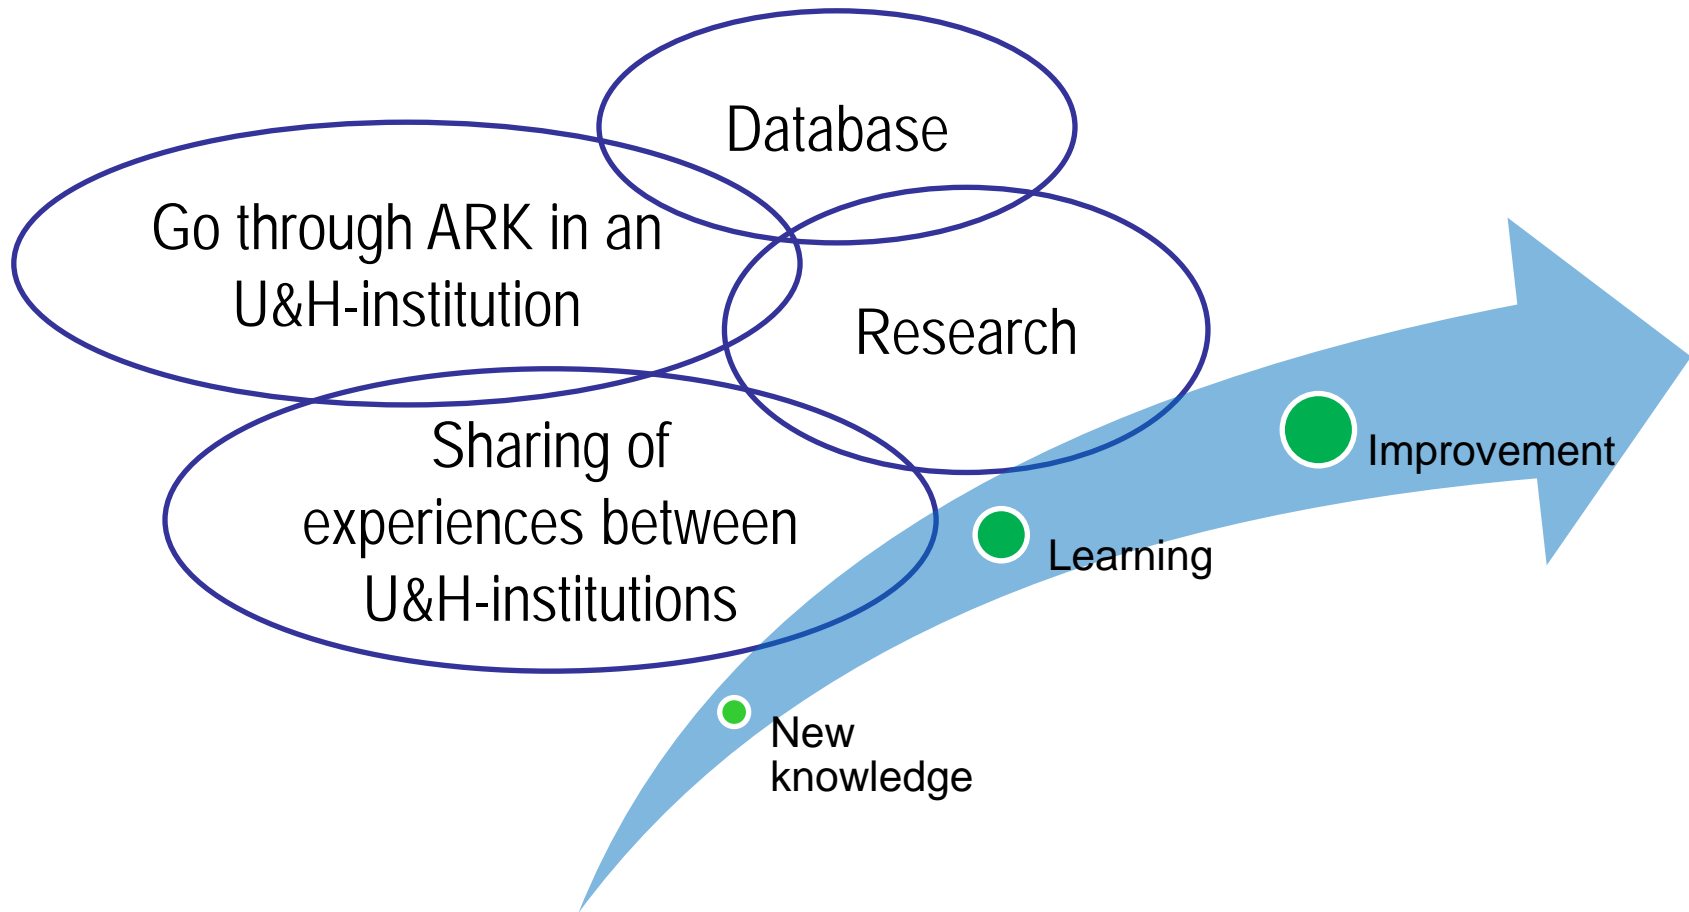 Database
Go through ARK in an
U&H-institution
Research
Sharing of
experiences between
U&H-institutions
Improvement
Learning
New
knowledge